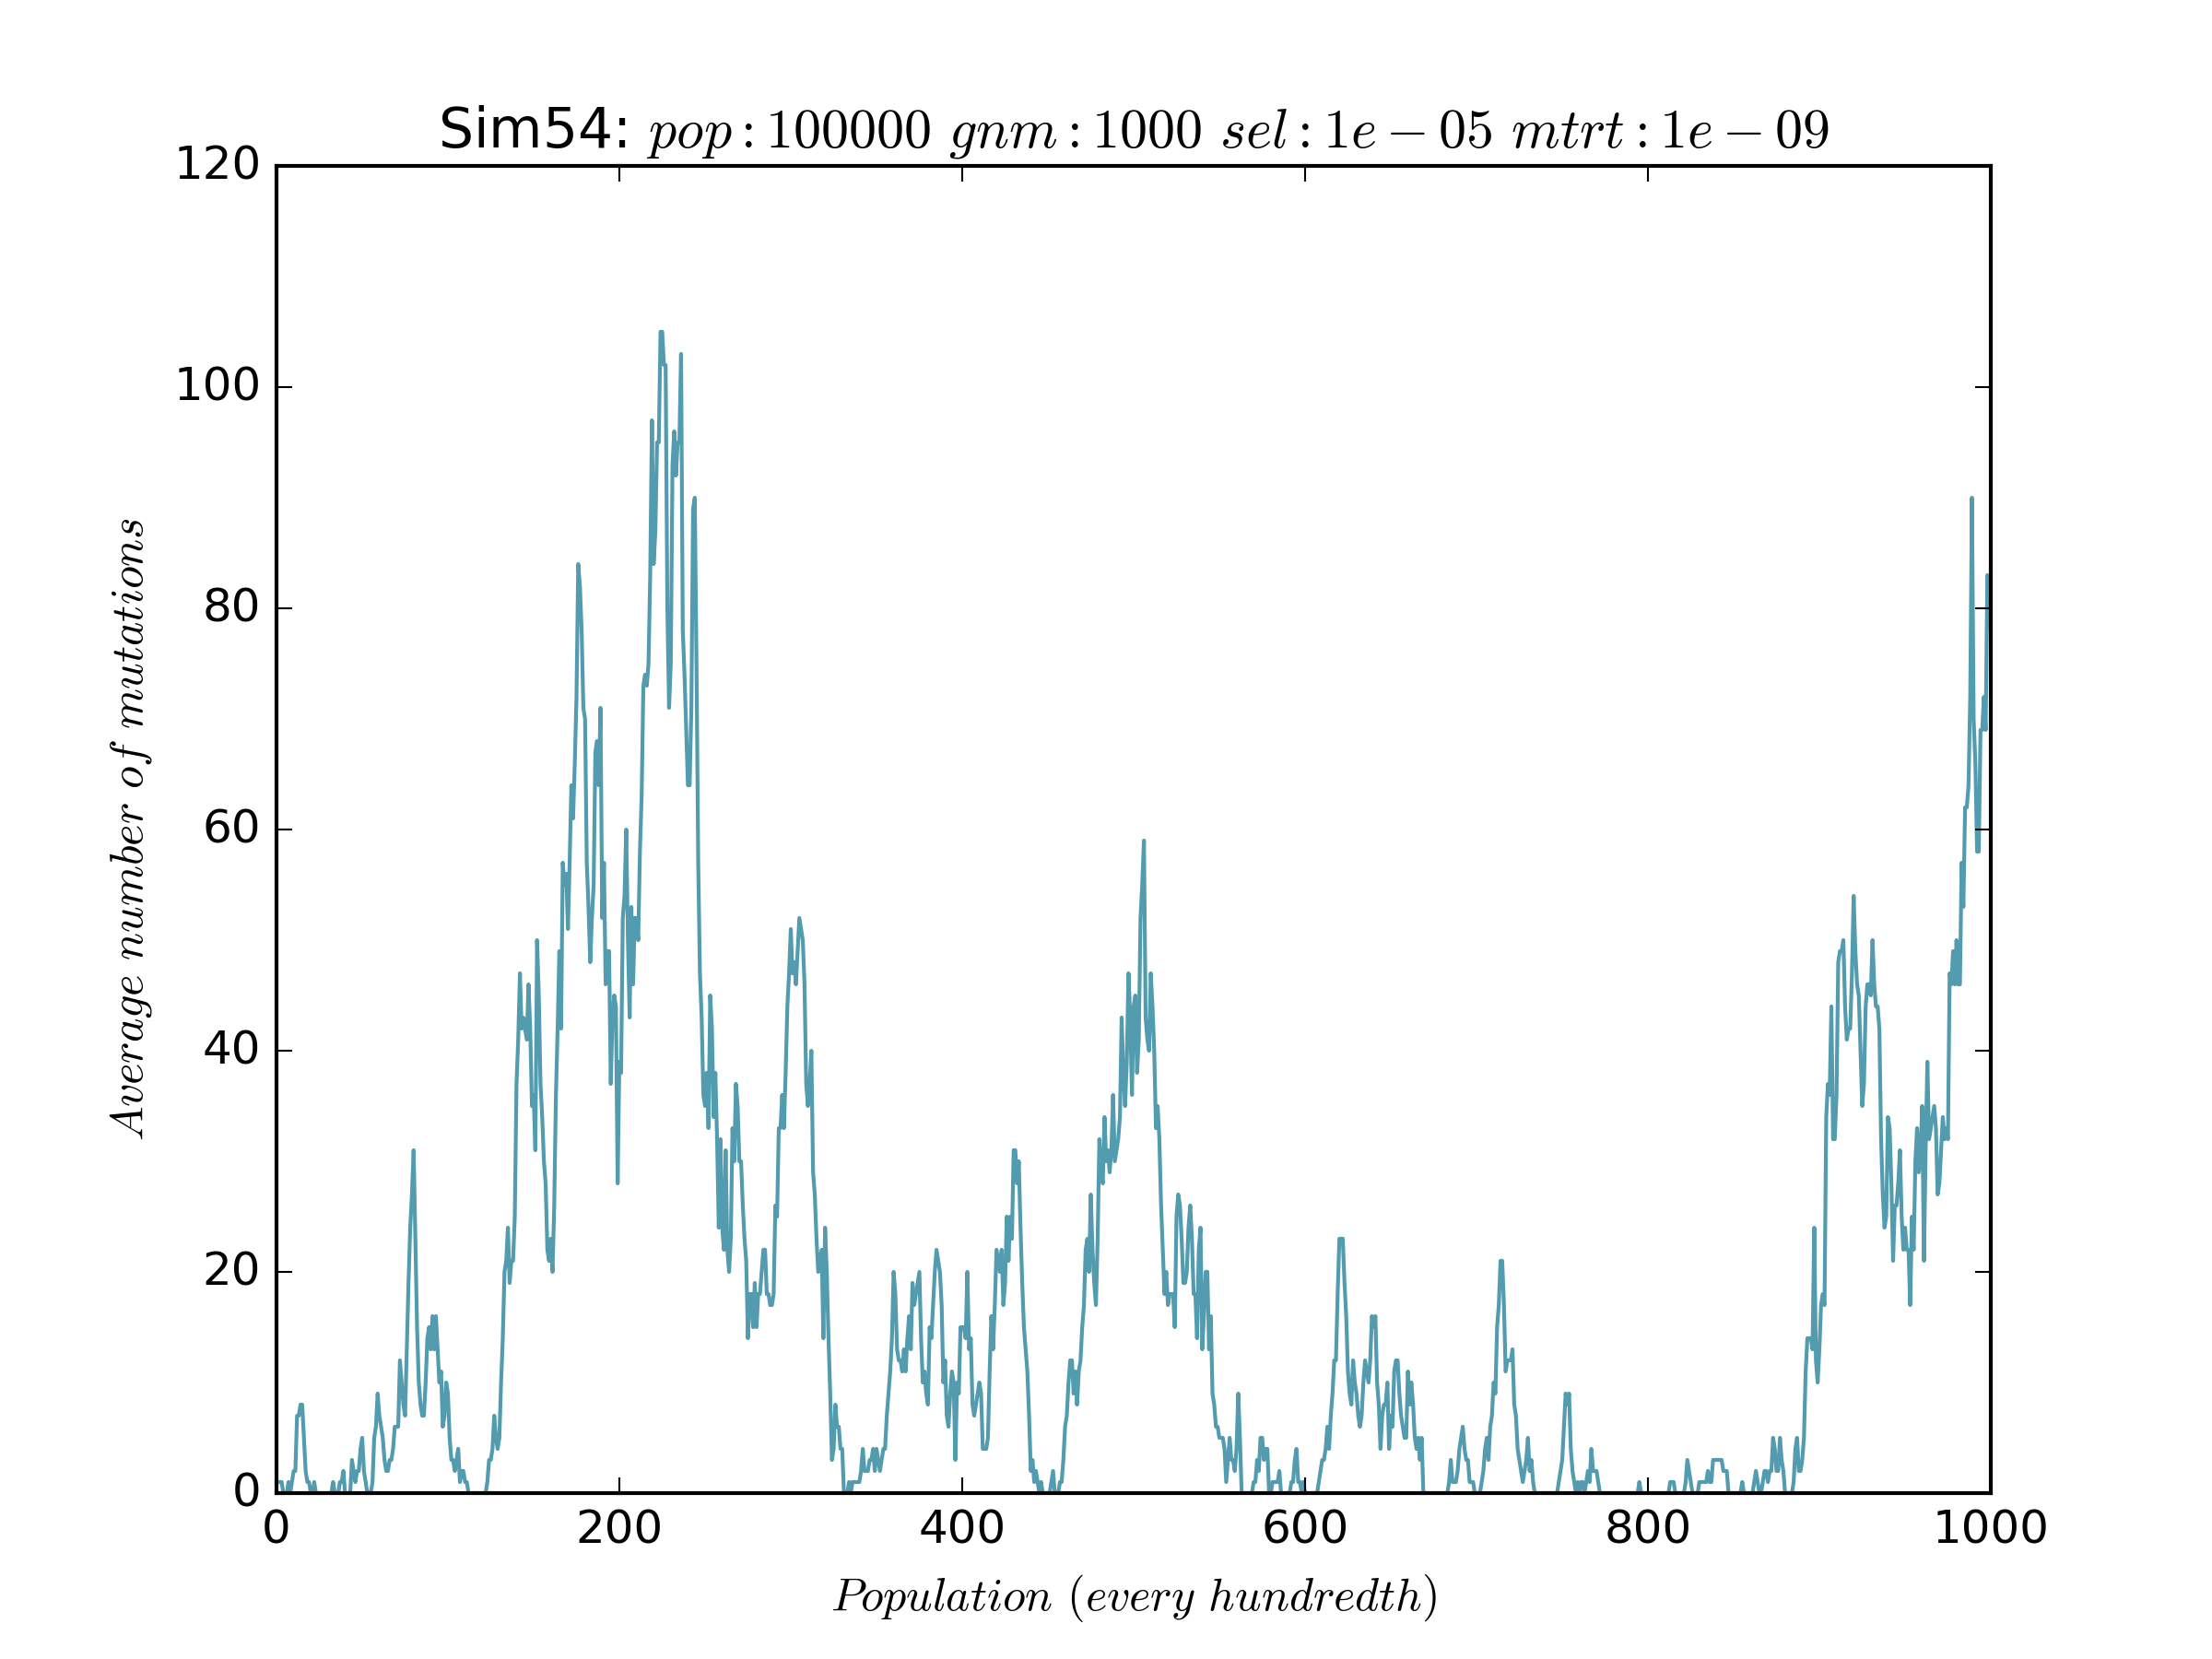 Sim54: pop : 100000 gnm : 1000 sel : 1e − 05 mtrt : 1e − 09
120
100
80
60
40
20
0
Average number of mutations
0 200 400 600 800 1000
Population (every hundredth)